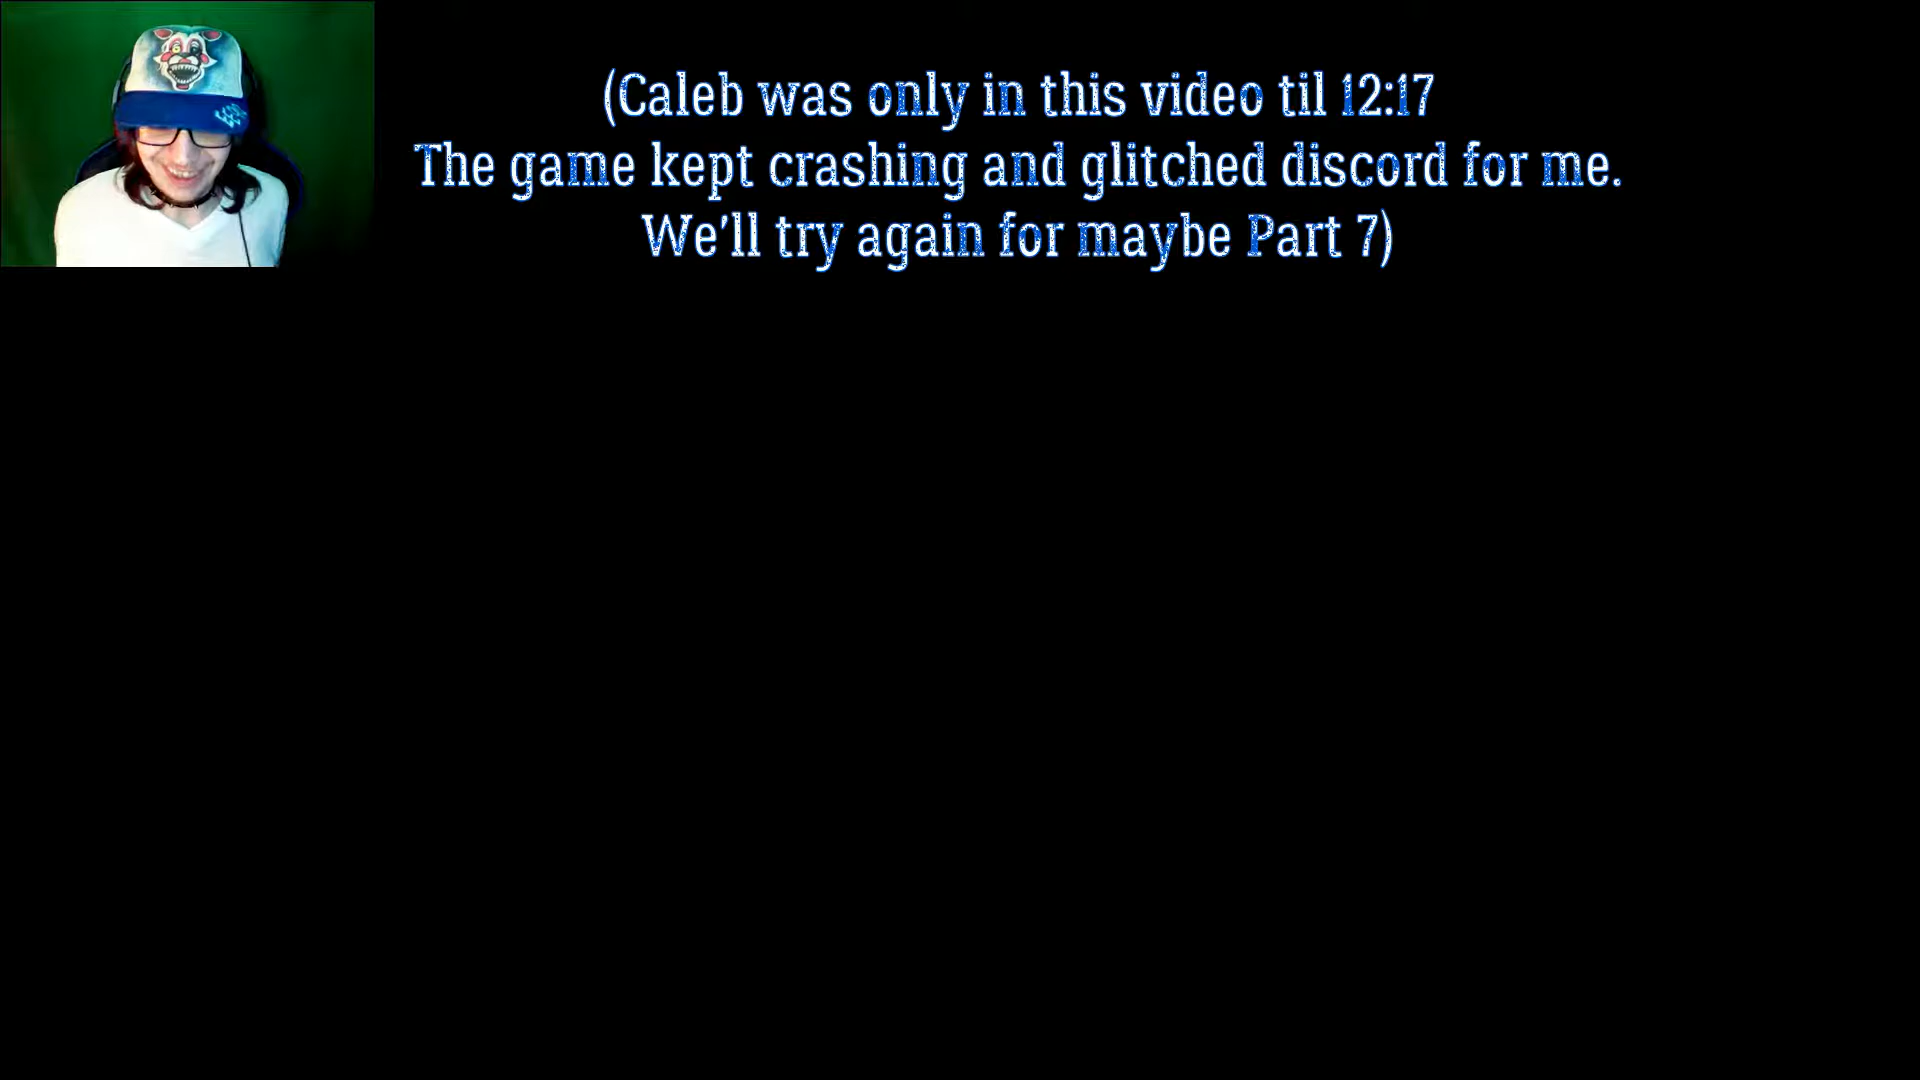 (Caleb was only in this video til 12:17
The game kept crashing and glitched discord for me.
We'll try again for maybe Part 7)